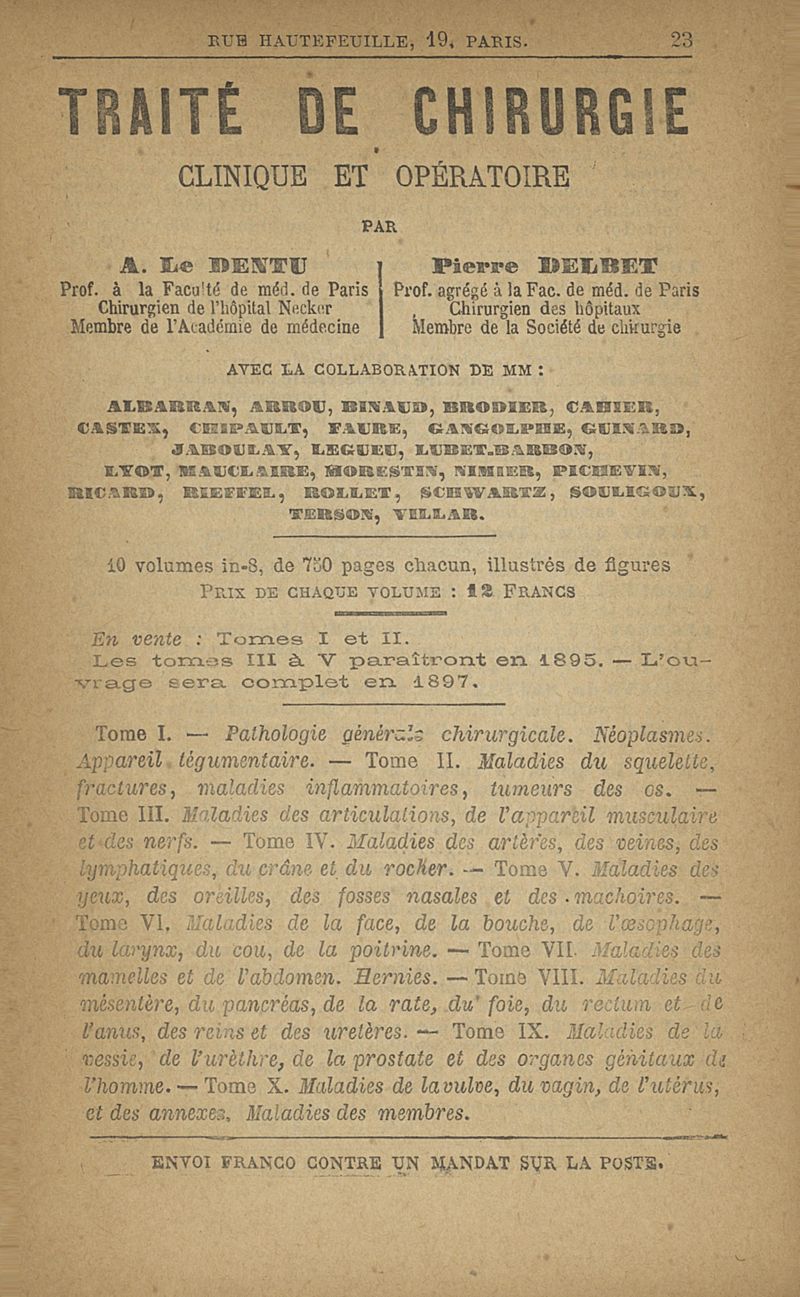 RUE HAUTEFEUILLE, 19, PARIS. 23
TRAITÉ DE CHIRURGIE
CLINIQUE ET OPÉRATOIRE
PAR
A. Le DENTU
Prof. à la Faculté de méd. de Paris
Chirurgien de l'hôpital Necker
Membre de l'Académie de médecine
Pierre DELBET
Prof. agrégé à la Fac. de méd. de Paris
Chirurgien des hôpitaux
Membre de la Société de chirurgie
AVEC LA COLLABORATION DE MM :
ALBARRAN, ARROU, BINAUD, BRODIER, CAHIER,
CASTEX, CHIPAULT, FAURE, GANGOLPHE, GUINARD,
JABOULAY, LEGUEU, LUBET-BARBON,
LYOT, MAUCLAIRE, MORESTIN, NIMIER, PICHEVIN,
RICARD, RIEFFEL, ROLLET, SCHWARTZ, SOULIGOUX,
TERSON, VILLAR.
10 volumes in-8, de 750 pages chacun, illustrés de figures
PRIX DE CHAQUE VOLUME : 12 FRANCS
En vente : Tomes I et II.
Les tomes III à V paraîtront en 1895. — L'ou-
vrage sera complet en 1897.
Tome I. — Pathologie générale chirurgicale. Néoplasmes.
Appareil tégumentaire. — Tome II. Maladies du squelette,
fractures, maladies inflammatoires, tumeurs des os. —
Tome III. Maladies des articulations, de l'appareil musculaire
et des nerfs. — Tome IV. Maladies des artères, des veines, des
lymphatiques, du crâne et du rocher. — Tome V. Maladies des
yeux, des oreilles, des fosses nasales et des machoires. —
Tome VI. Maladies de la face, de la bouche, de l'œsophage,
du larynx, du cou, de la poitrine. — Tome VII. Maladies des
mamelles et de l'abdomen. Hernies. — Tome VIII. Maladies du
mésentère, du pancréas, de la rate, du foie, du rectum et de
l'anus, des reins et des uretères. — Tome IX. Maladies de la
vessie, de l'urèthre, de la prostate et des organes génitaux de
l'homme. — Tome X. Maladies de la vulve, du vagin, de l'utérus,
et des annexes, Maladies des membres.
ENVOI FRANCO CONTRE UN MANDAT SUR LA POSTE.